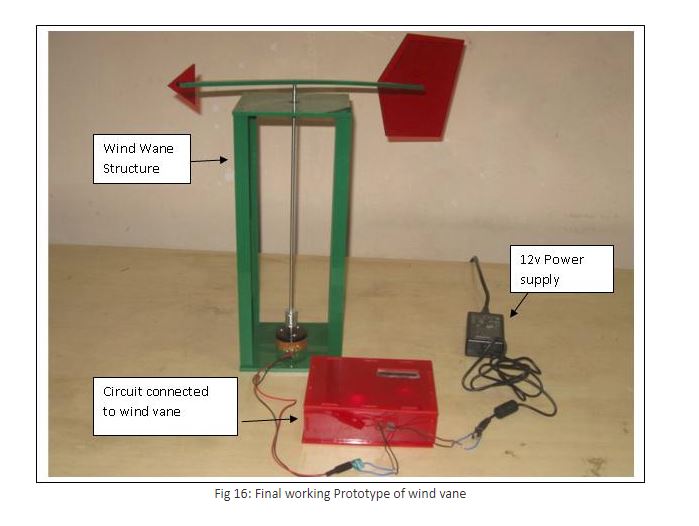 Wind Wane
Structure
12v Power
supply
Circuit connected
to wind vane
Fig 16: Final working Prototype of wind vane